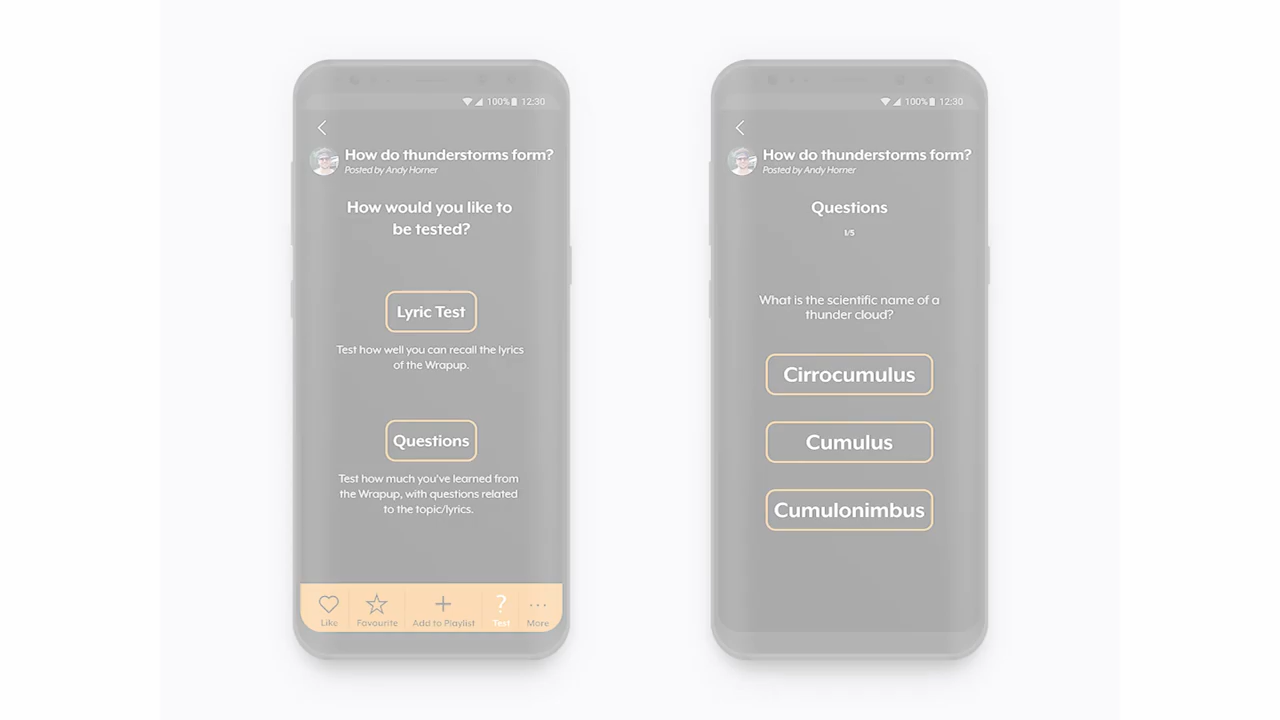 100% 12:30
How do thunderstorms form?
Posted by Andy Horner
How would you like to
be tested?
Lyric Test
Test how well you can recall the lyrics
of the Wrapup.
Questions
Test how much you've learned from
the Wrapup, with questions related
to the topic/lyrics.
Like Favourite Add to Playlist Test More
100% 12:30
How do thunderstorms form?
Posted by Andy Horner
Questions
1/5
What is the scientific name of a
thunder cloud?
Cirrocumulus
Cumulus
Cumulonimbus